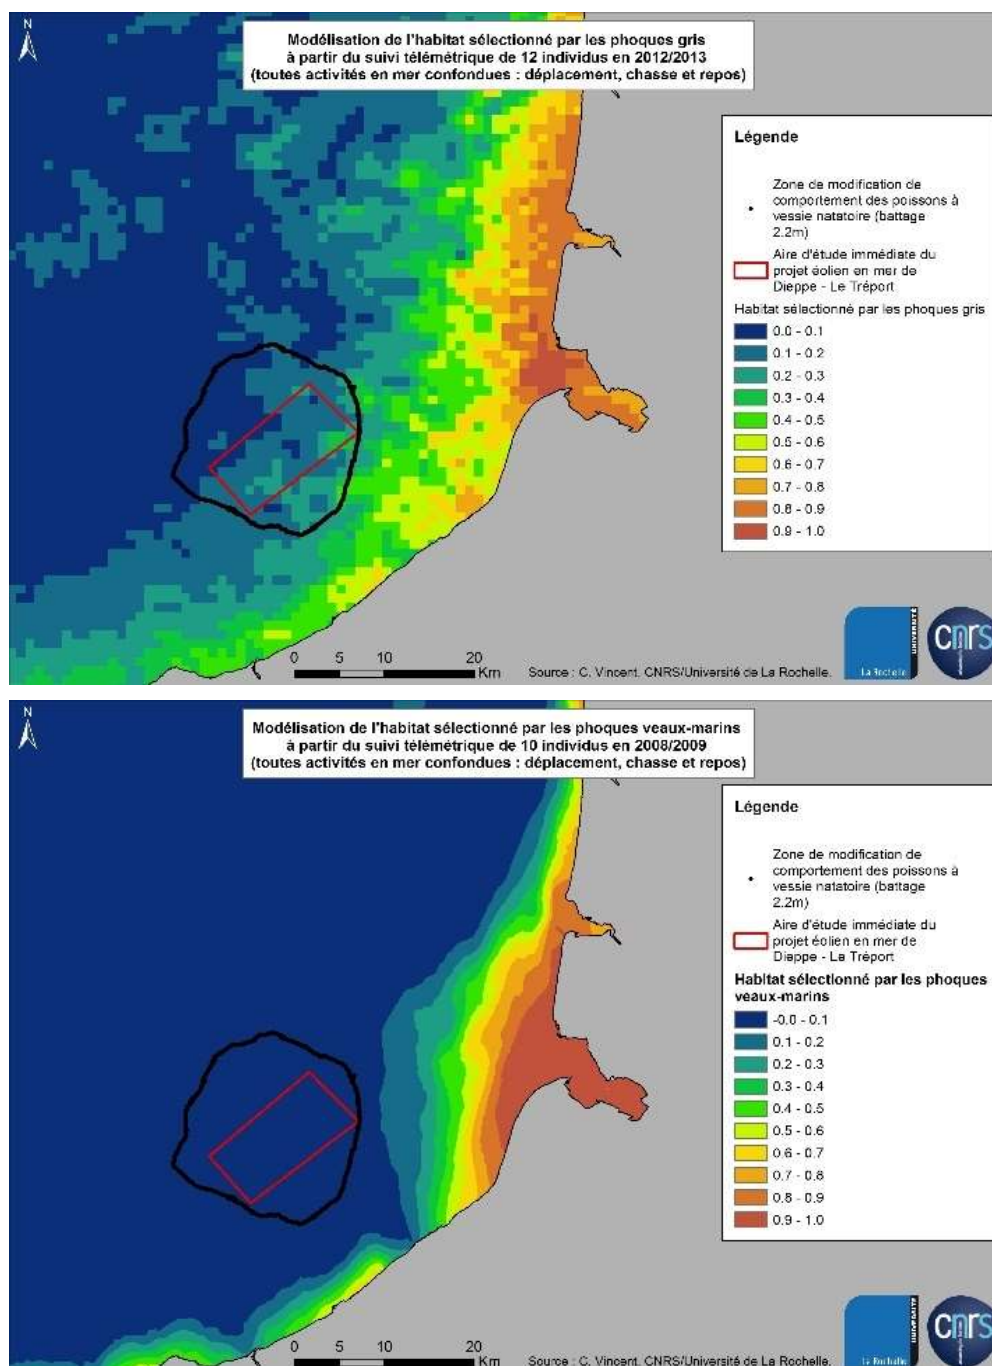 N
Modélisation de l'habitat sélectionné par les phoques gris
à partir du suivi télémétrique de 12 individus en 2012/2013
(toutes activités en mer confondues : déplacement, chasse et repos)
Légende
Zone de modification de
comportement des poissons à
vessie natatoire (battage
2.2m)
Aire d'étude immédiate du
projet éolien en mer de
Dieppe - Le Tréport
Habitat sélectionné par les phoques gris
0.0 - 0.1
0.1 - 0.2
0.2 - 0.3
0.3 - 0.4
0.4 - 0.5
0.5 - 0.6
0.6 - 0.7
0.7 - 0.8
0.8 - 0.9
0.9 - 1.0
0 5 10 20
Km
Source : C. Vincent. CNRS/Université de La Rochelle.
La Rochelle
UNIVERSITÉ
cnrs
N
Modélisation de l'habitat sélectionné par les phoques veaux-marins
à partir du suivi télémétrique de 10 individus en 2008/2009
(toutes activités en mer confondues : déplacement, chasse et repos)
Légende
Zone de modification de
comportement des poissons à
vessie natatoire (battage
2.2m)
Aire d'étude immédiate du
projet éolien en mer de
Dieppe - Le Tréport
Habitat sélectionné par les phoques
veaux-marins
-0.0 - 0.1
0.1 - 0.2
0.2 - 0.3
0.3 - 0.4
0.4 - 0.5
0.5 - 0.6
0.6 - 0.7
0.7 - 0.8
0.8 - 0.9
0.9 - 1.0
0 5 10 20
Km
Source : C. Vincent. CNRS/Université de La Rochelle.
La Rochelle
UNIVERSITÉ
cnrs